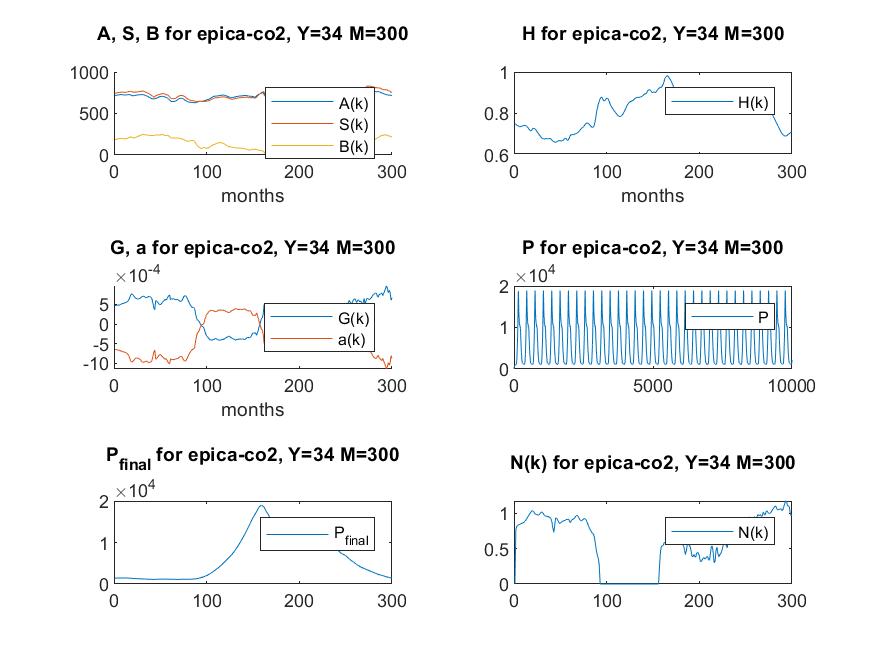 A, S, B for epica-co2, Y=34 M=300
1000
500
0
A(k)
S(k)
B(k)
0 100 200 300
months
H for epica-co2, Y=34 M=300
1
0.8
0.6
H(k)
0 100 200 300
months
G, a for epica-co2, Y=34 M=300
×10-4
5
0
-5
-10
G(k)
a(k)
0 100 200 300
months
P for epica-co2, Y=34 M=300
×104
2
1
0
P
0 5000 10000
Pfinal for epica-co2, Y=34 M=300
×104
2
1
0
Pfinal
0 100 200 300
N(k) for epica-co2, Y=34 M=300
1
0.5
0
N(k)
0 100 200 300